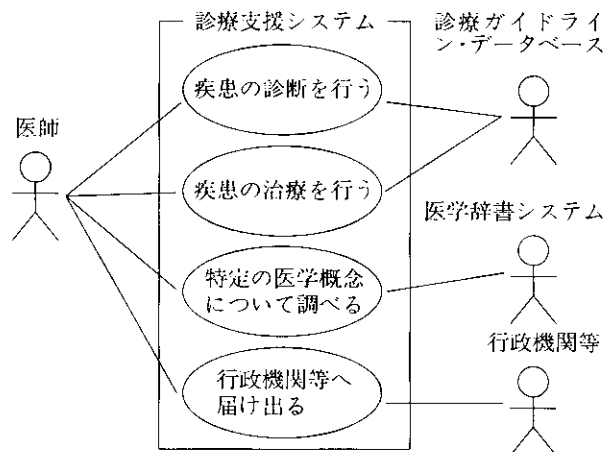 診療支援システム
診療ガイドライ
ン・データベース
疾患の診断を行う
医師
疾患の治療を行う
医学辞書システム
特定の医学概念
について調べる
行政機関等
行政機関等へ
届け出る